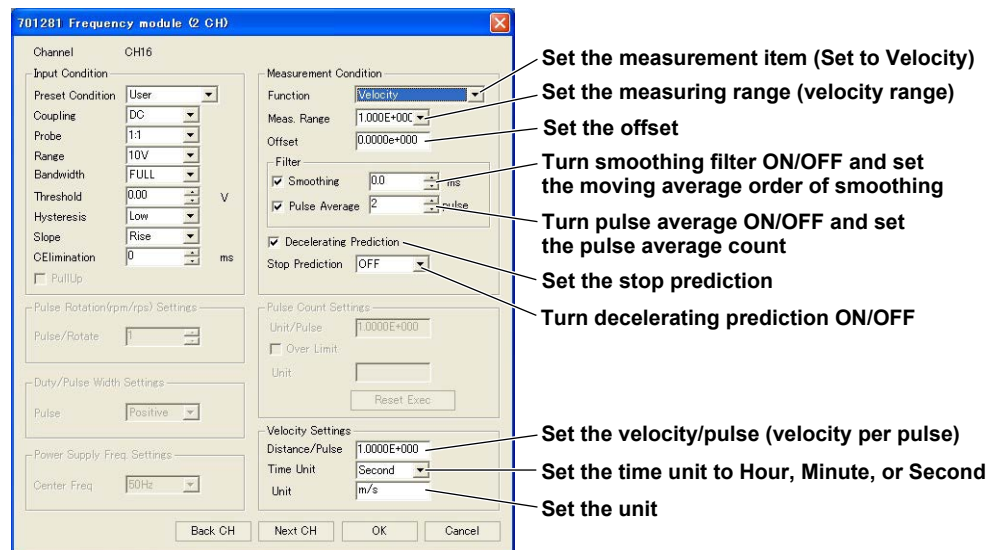 701281 Frequency module (2 CH)
Channel CH16
Input Condition
Preset Condition User
Coupling DC
Probe 1:1
Range 10V
Bandwidth FULL
Threshold 0.00 V
Hysteresis Low
Slope Rise
CElimination 0 ms
PullUp
Pulse Rotation(rpm/rps) Settings
Pulse/Rotate 1
Duty/Pulse Width Settings
Pulse Positive
Power Supply Freq. Settings
Center Freq 50Hz
Measurement Condition
Function Velocity
Meas. Range 1.000E+000
Offset 0.0000e+000
Filter
Smoothing 0.0 ms
Pulse Average 2 pulse
Decelerating Prediction
Stop Prediction OFF
Pulse Count Settings
Unit/Pulse 1.0000E+000
Over Limit
Unit
Reset Exec
Velocity Settings
Distance/Pulse 1.0000E+000
Time Unit Second
Unit m/s
Back CH Next CH OK Cancel
Set the measurement item (Set to Velocity)
Set the measuring range (velocity range)
Set the offset
Turn smoothing filter ON/OFF and set
the moving average order of smoothing
Turn pulse average ON/OFF and set
the pulse average count
Set the stop prediction
Turn decelerating prediction ON/OFF
Set the velocity/pulse (velocity per pulse)
Set the time unit to Hour, Minute, or Second
Set the unit